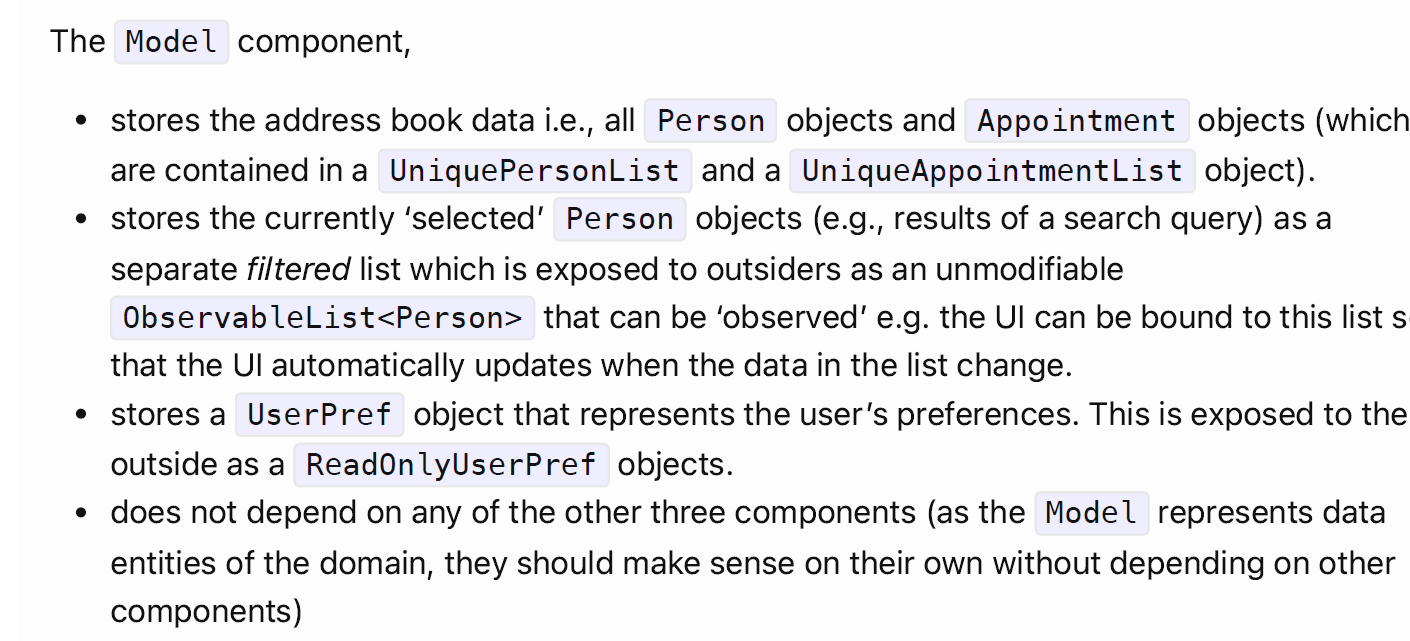 The Model component,
• stores the address book data i.e., all Person objects and Appointment objects (which
are contained in a UniquePersonList and a UniqueAppointmentList object).
• stores the currently ‘selected’ Person objects (e.g., results of a search query) as a
separate filtered list which is exposed to outsiders as an unmodifiable
ObservableList<Person> that can be ‘observed’ e.g. the UI can be bound to this list s
that the UI automatically updates when the data in the list change.
• stores a UserPref object that represents the user’s preferences. This is exposed to the
outside as a ReadOnlyUserPref objects.
• does not depend on any of the other three components (as the Model represents data
entities of the domain, they should make sense on their own without depending on other
components)